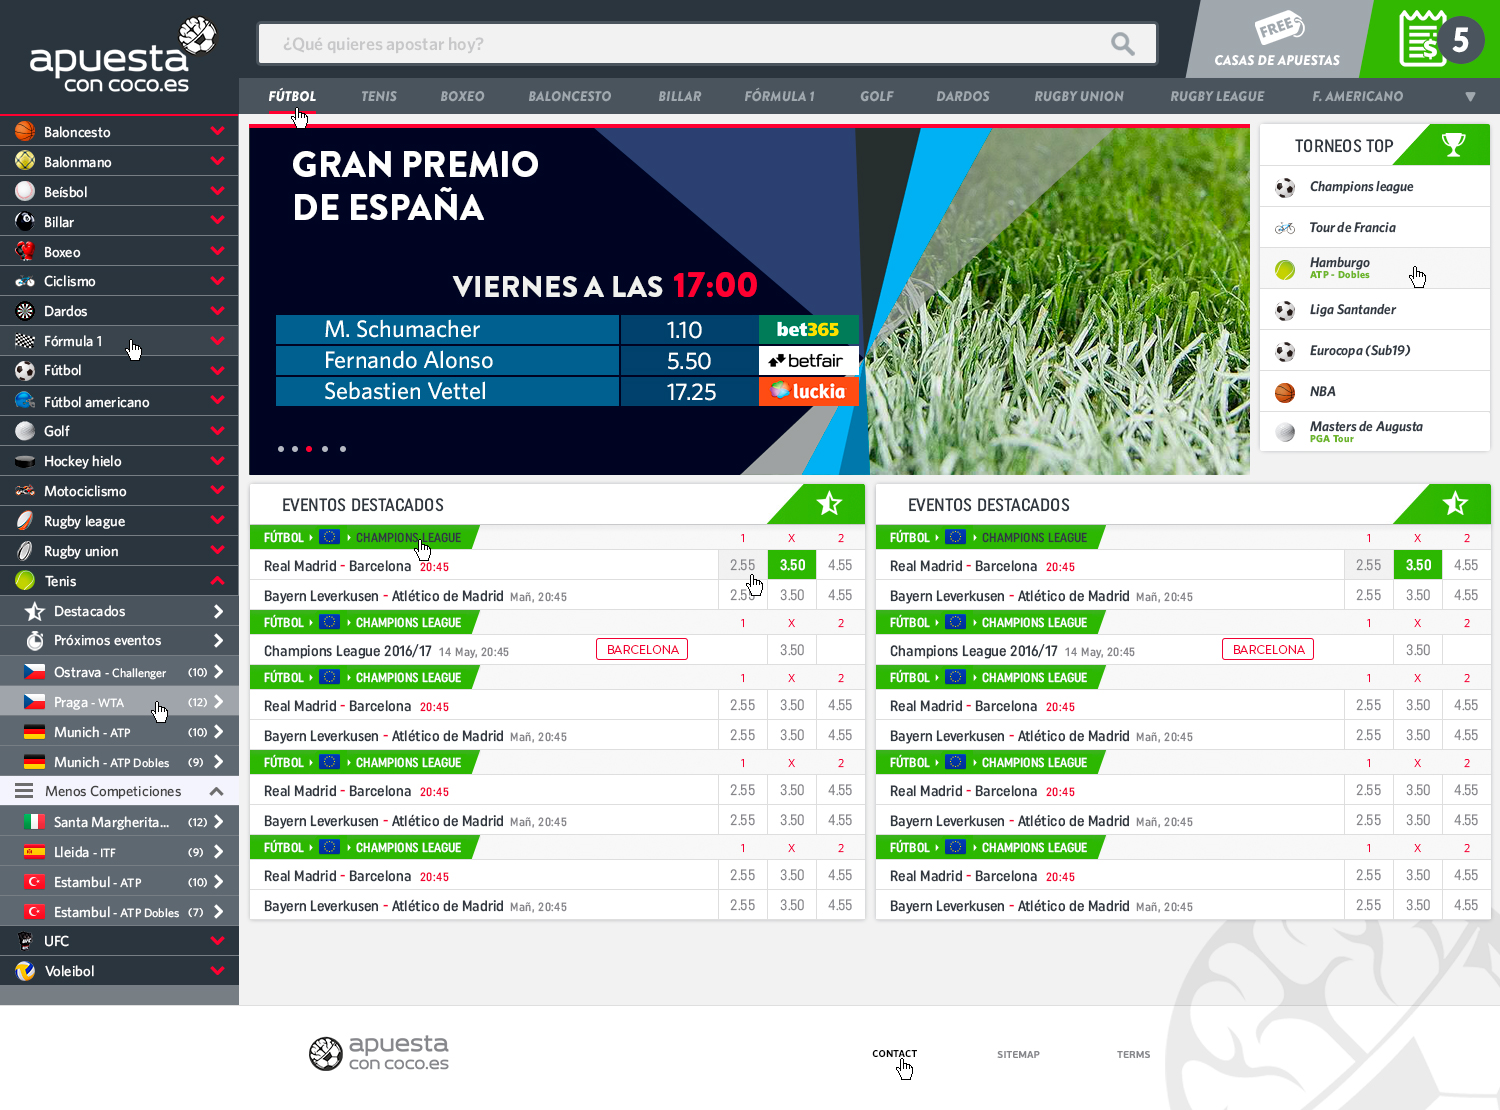 apuesta
con coco.es
¿Qué quieres apostar hoy?
FREE
CASAS DE APUESTAS
$
5
FÚTBOL
TENIS
BOXEO
BALONCESTO
BILLAR
FÓRMULA 1
GOLF
DARDOS
RUGBY UNION
RUGBY LEAGUE
F. AMERICANO
Baloncesto
Balonmano
Beísbol
Billar
Boxeo
Ciclismo
Dardos
Fórmula 1
Fútbol
Fútbol americano
Golf
Hockey hielo
Motociclismo
Rugby league
Rugby union
Tenis
Destacados
Próximos eventos
Ostrava - Challenger (10)
Praga - WTA (12)
Munich - ATP (10)
Munich - ATP Dobles (9)
Menos Competiciones
Santa Margherita... (12)
Lleida - ITF (9)
Estambul - ATP (10)
Estambul - ATP Dobles (7)
UFC
Voleibol
GRAN PREMIO
DE ESPAÑA
VIERNES A LAS 17:00
M. Schumacher 1.10 bet365
Fernando Alonso 5.50 betfair
Sebastien Vettel 17.25 luckia
TORNEOS TOP
Champions league
Tour de Francia
Hamburgo
ATP - Dobles
Liga Santander
Eurocopa (Sub19)
NBA
Masters de Augusta
PGA Tour
EVENTOS DESTACADOS
FÚTBOL CHAMPIONS LEAGUE 1 X 2
Real Madrid - Barcelona 20:45 2.55 3.50 4.55
Bayern Leverkusen - Atlético de Madrid Mañ, 20:45 2.55 3.50 4.55
FÚTBOL CHAMPIONS LEAGUE 1 X 2
Champions League 2016/17 14 May, 20:45 BARCELONA 3.50
FÚTBOL CHAMPIONS LEAGUE 1 X 2
Real Madrid - Barcelona 20:45 2.55 3.50 4.55
Bayern Leverkusen - Atlético de Madrid Mañ, 20:45 2.55 3.50 4.55
FÚTBOL CHAMPIONS LEAGUE 1 X 2
Real Madrid - Barcelona 20:45 2.55 3.50 4.55
Bayern Leverkusen - Atlético de Madrid Mañ, 20:45 2.55 3.50 4.55
FÚTBOL CHAMPIONS LEAGUE 1 X 2
Real Madrid - Barcelona 20:45 2.55 3.50 4.55
Bayern Leverkusen - Atlético de Madrid Mañ, 20:45 2.55 3.50 4.55
EVENTOS DESTACADOS
FÚTBOL CHAMPIONS LEAGUE 1 X 2
Real Madrid - Barcelona 20:45 2.55 3.50 4.55
Bayern Leverkusen - Atlético de Madrid Mañ, 20:45 2.55 3.50 4.55
FÚTBOL CHAMPIONS LEAGUE 1 X 2
Champions League 2016/17 14 May, 20:45 BARCELONA 3.50
FÚTBOL CHAMPIONS LEAGUE 1 X 2
Real Madrid - Barcelona 20:45 2.55 3.50 4.55
Bayern Leverkusen - Atlético de Madrid Mañ, 20:45 2.55 3.50 4.55
FÚTBOL CHAMPIONS LEAGUE 1 X 2
Real Madrid - Barcelona 20:45 2.55 3.50 4.55
Bayern Leverkusen - Atlético de Madrid Mañ, 20:45 2.55 3.50 4.55
FÚTBOL CHAMPIONS LEAGUE 1 X 2
Real Madrid - Barcelona 20:45 2.55 3.50 4.55
Bayern Leverkusen - Atlético de Madrid Mañ, 20:45 2.55 3.50 4.55
apuesta
con coco.es
CONTACT
SITEMAP
TERMS